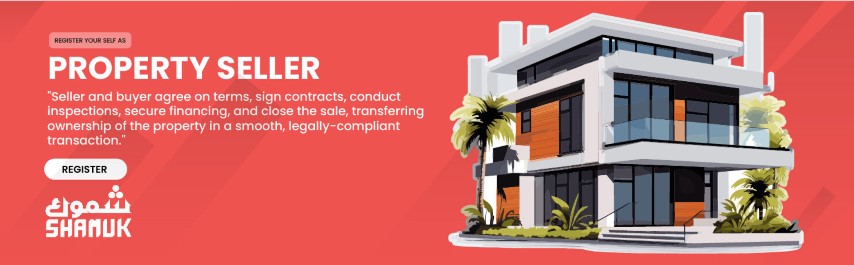 REGISTER YOUR SELF AS
PROPERTY SELLER
"Seller and buyer agree on terms, sign contracts, conduct
inspections, secure financing, and close the sale, transferring
ownership of the property in a smooth, legally-compliant
transaction."
REGISTER
شموك
SHAMUK